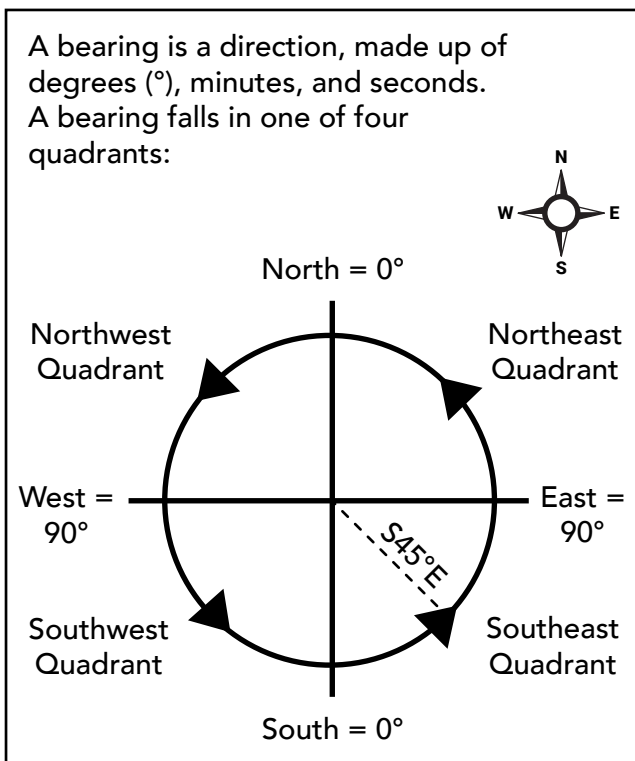 A bearing is a direction, made up of
degrees (°), minutes, and seconds.
A bearing falls in one of four
quadrants:
N
W E
S
North = 0°
Northwest
Quadrant
Northeast
Quadrant
West =
90°
East =
90°
S45°E
Southwest
Quadrant
Southeast
Quadrant
South = 0°